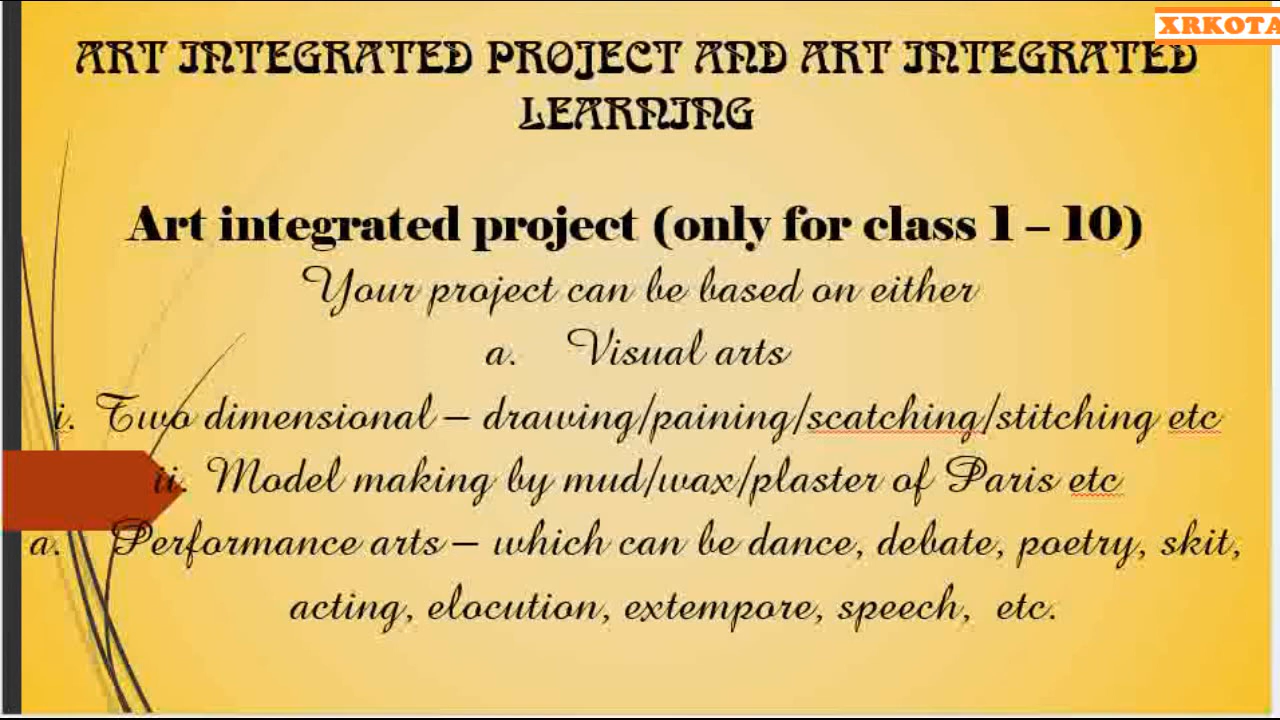 XRKOTA
ART INTEGRATED PROJECT AND ART INTEGRATED
LEARNING
Art integrated project (only for class 1 – 10)
Your project can be based on either
a. Visual arts
i. Two dimensional – drawing/paining/scatching/stitching etc
ii. Model making by mud/wax/plaster of Paris etc
a. Performance arts – which can be dance, debate, poetry, skit,
acting, elocution, extempore, speech, etc.